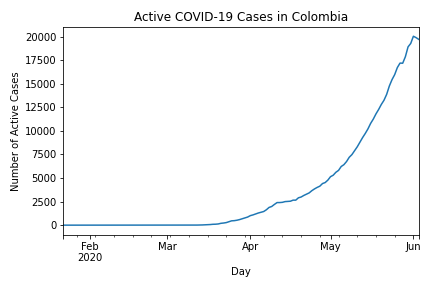 Active COVID-19 Cases in Colombia
20000
17500
15000
12500
10000
7500
5000
2500
0
Number of Active Cases
Feb
2020
Mar
Apr
May
Jun
Day